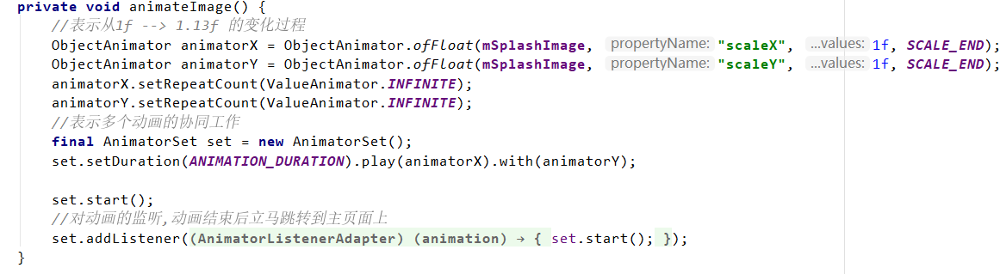 private void animateImage() {
//表示从1f --> 1.13f 的变化过程
ObjectAnimator animatorX = ObjectAnimator.ofFloat(mSplashImage, propertyName: "scaleX", ...values: 1f, SCALE_END);
ObjectAnimator animatorY = ObjectAnimator.ofFloat(mSplashImage, propertyName: "scaleY", ...values: 1f, SCALE_END);
animatorX.setRepeatCount(ValueAnimator.INFINITE);
animatorY.setRepeatCount(ValueAnimator.INFINITE);
//表示多个动画的协同工作
final AnimatorSet set = new AnimatorSet();
set.setDuration(ANIMATION_DURATION).play(animatorX).with(animatorY);
set.start();
//对动画的监听,动画结束后立马跳转到主页面上
set.addListener((AnimatorListenerAdapter) (animation) → { set.start(); });
}